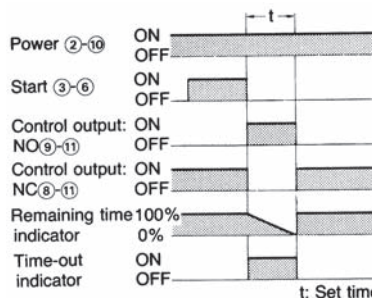 t
Power ②-⑩ ON
OFF
Start ③-⑥ ON
OFF
Control output: ON
NO⑨-⑪ OFF
Control output: ON
NC⑧-⑪ OFF
Remaining time 100%
indicator 0%
Time-out ON
indicator OFF
t: Set time